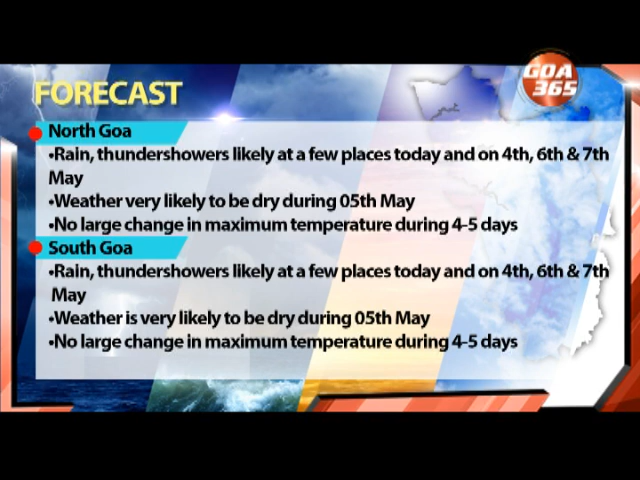 GOA
365
FORECAST
North Goa
•Rain, thundershowers likely at a few places today and on 4th, 6th & 7th
May
•Weather very likely to be dry during 05th May
•No large change in maximum temperature during 4-5 days
South Goa
•Rain, thundershowers likely at a few places today and on 4th, 6th & 7th
May
•Weather is very likely to be dry during 05th May
•No large change in maximum temperature during 4-5 days